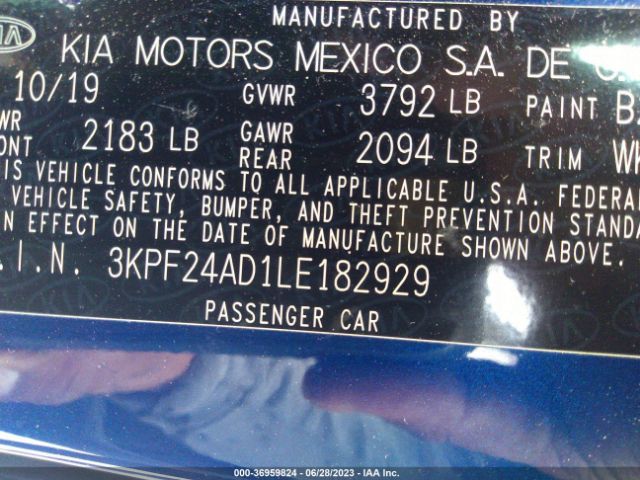 MANUFACTURED BY
KIA KIA MOTORS MEXICO S.A. DE
10/19 GVWR 3792 LB PAINT
GAWR
2183 LB 2094 LB TRIM
REAR
VEHICLE CONFORMS TO ALL APPLICABLE U.S.A. FEDERAL
VEHICLE SAFETY, BUMPER, AND THEFT PREVENTION
IN EFFECT ON THE DATE OF MANUFACTURE SHOWN ABOVE.
.I.N. 3KPF24AD1LE182929
PASSENGER CAR
000-36959824 - 06/28/2023 - IAA Inc.